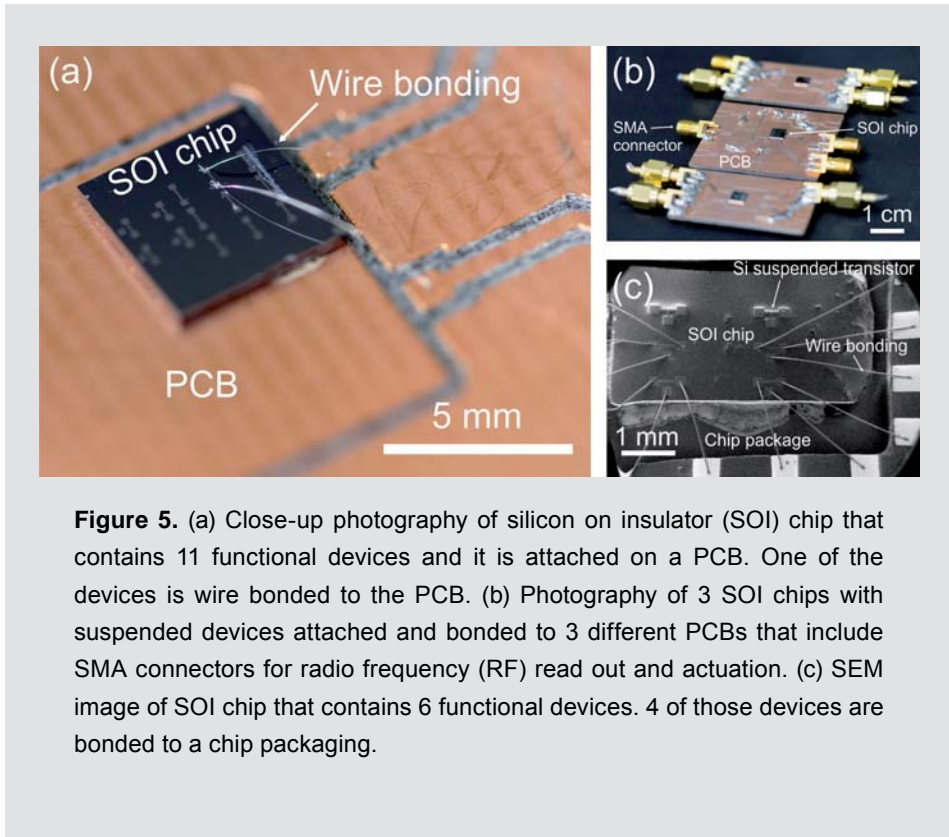 (a)
Wire bonding
SOI chip
PCB
5 mm
(b)
SMA
connector
SOI chip
PCB
1 cm
(c)
Si suspended transistor
SOI chip
Wire bonding
1 mm
Chip package
Figure 5. (a) Close-up photography of silicon on insulator (SOI) chip that
contains 11 functional devices and it is attached on a PCB. One of the
devices is wire bonded to the PCB. (b) Photography of 3 SOI chips with
suspended devices attached and bonded to 3 different PCBs that include
SMA connectors for radio frequency (RF) read out and actuation. (c) SEM
image of SOI chip that contains 6 functional devices. 4 of those devices are
bonded to a chip packaging.